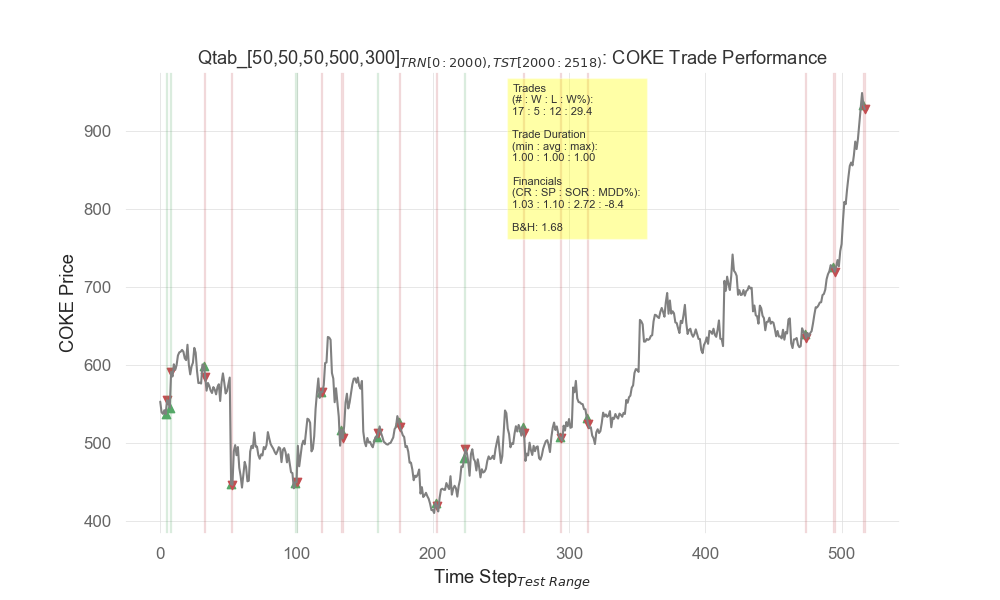 Qtab_[50,50,50,500,300]TRN[0:2000),TST[2000:2518): COKE Trade Performance
Trades
(# : W : L : W%):
17 : 5 : 12 : 29.4
Trade Duration
(min : avg : max):
1.00 : 1.00 : 1.00
Financials
(CR : SP : SOR : MDD%):
1.03 : 1.10 : 2.72 : -8.4
B&H: 1.68
900
800
700
600
500
400
COKE Price
0 100 200 300 400 500
Time StepTest Range